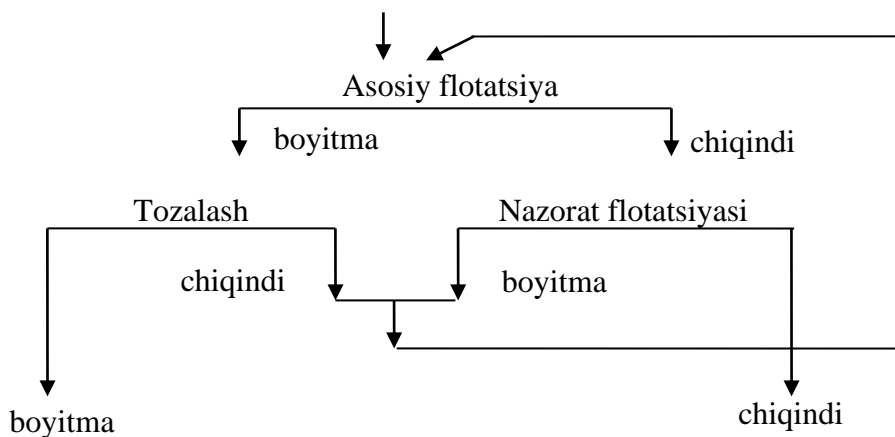 Asosiy flotatsiya
boyitma
chiqindi
Tozalash
Nazorat flotatsiyasi
chiqindi
boyitma
boyitma
chiqindi